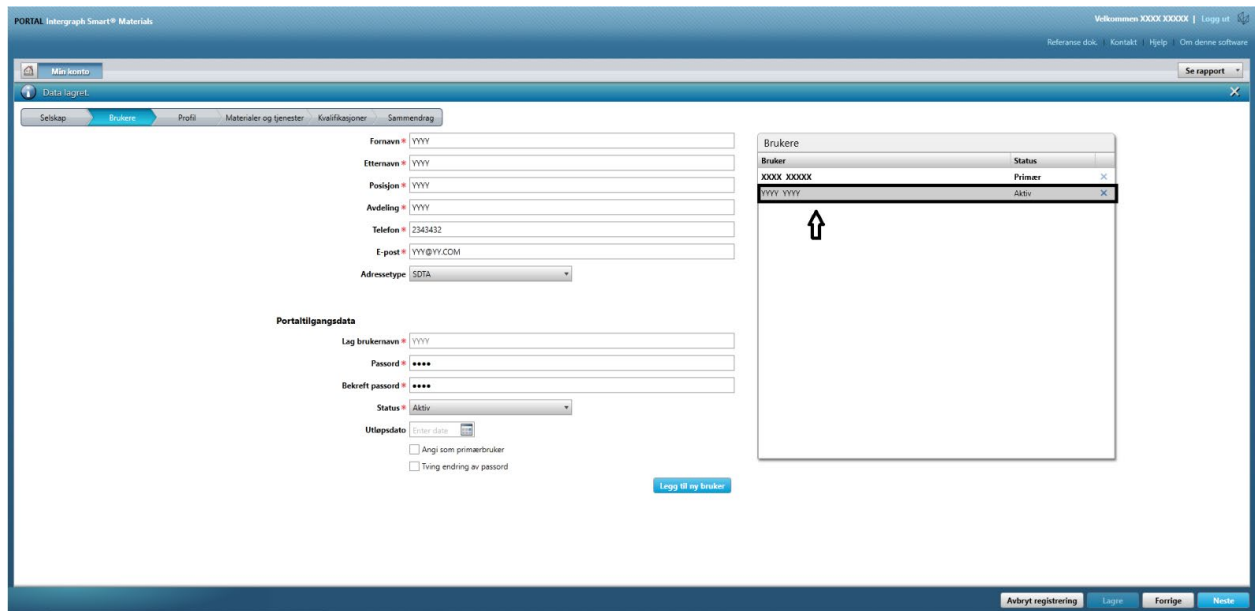 PORTAL Intergraph Smart® Materials
Velkommen XXXX XXXXX | Logg ut
Referanse dok. | Kontakt | Hjelp | Om denne software
Min konto
Se rapport
Data lagret.
Selskap Brukere Profil Materialer og tjenester Kvalifikasjoner Sammendrag
Fornavn * YYYY
Etternavn * YYYY
Posisjon * YYYY
Avdeling * YYYY
Telefon * 2343432
E-post * YYY@YY.COM
Adressetype SDTA
Portaltilgangsdata
Lag brukernavn * YYYY
Passord * ••••
Bekreft passord * ••••
Status * Aktiv
Utløpsdato Enter date
Angi som primærbruker
Tving endring av passord
Legg til ny bruker
Brukere
Bruker Status
XXXX XXXXX Primær
YYYY YYYY Aktiv
Avbryt registrering Lagre Forrige Neste